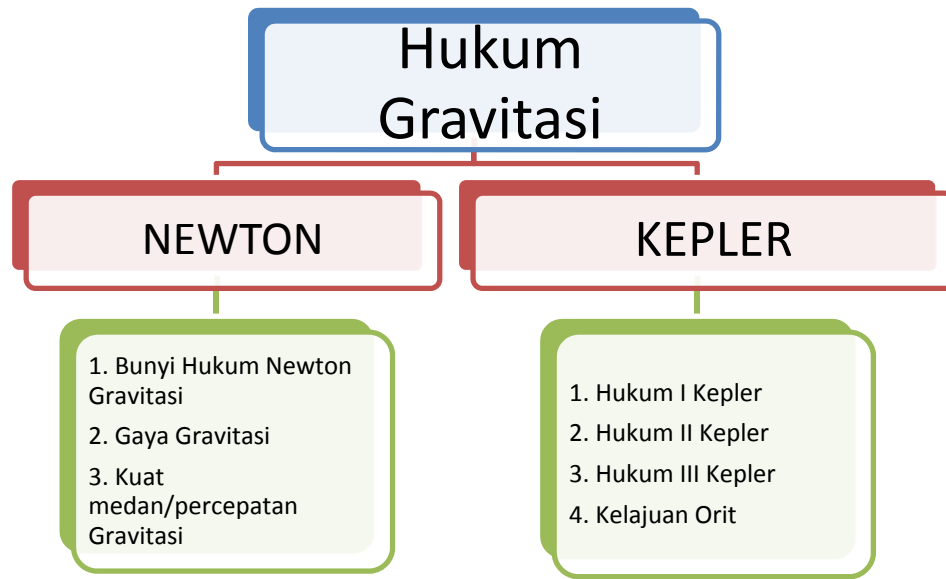 Hukum
Gravitasi
NEWTON
KEPLER
1. Bunyi Hukum Newton
Gravitasi
2. Gaya Gravitasi
3. Kuat
medan/percepatan
Gravitasi
1. Hukum I Kepler
2. Hukum II Kepler
3. Hukum III Kepler
4. Kelajuan Orit